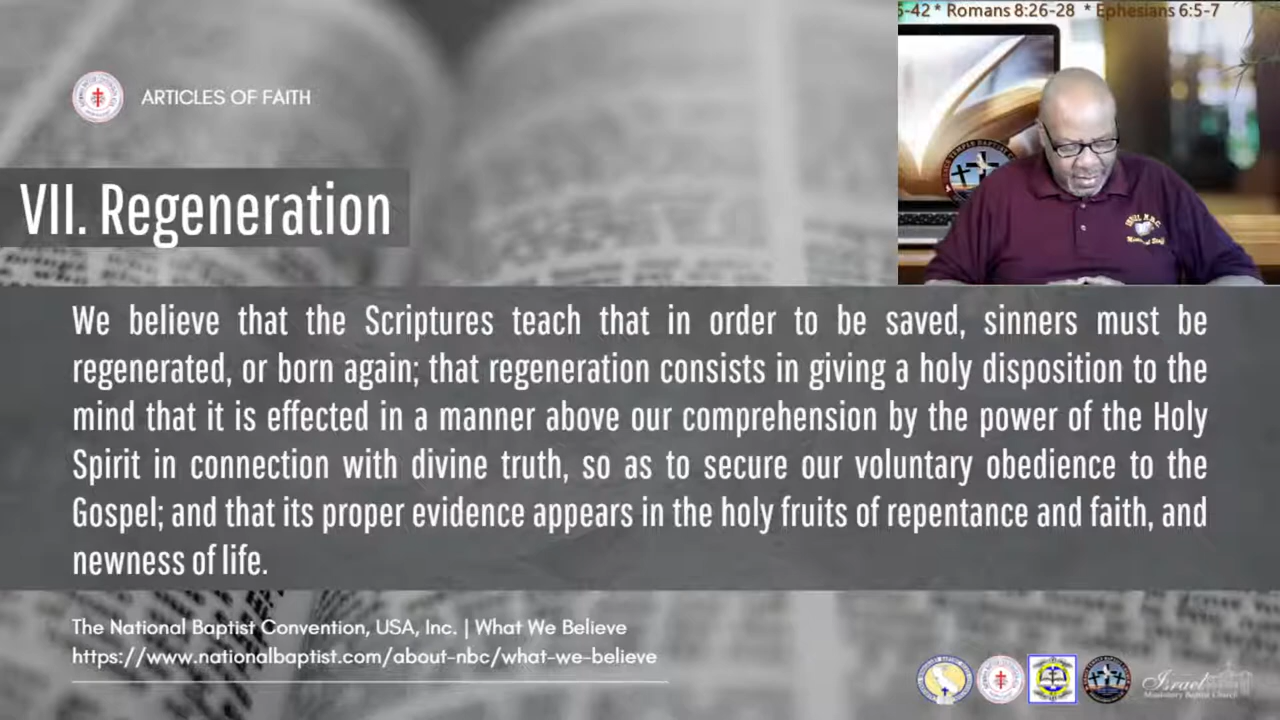 5-42 * Romans 8:26-28 * Ephesians 6:5-7
ARTICLES OF FAITH
VII. Regeneration
We believe that the Scriptures teach that in order to be saved, sinners must be
regenerated, or born again; that regeneration consists in giving a holy disposition to the
mind that it is effected in a manner above our comprehension by the power of the Holy
Spirit in connection with divine truth, so as to secure our voluntary obedience to the
Gospel; and that its proper evidence appears in the holy fruits of repentance and faith, and
newness of life.
The National Baptist Convention, USA, Inc. | What We Believe
https://www.nationalbaptist.com/about-nbc/what-we-believe
Israel
Missionary Baptist Church